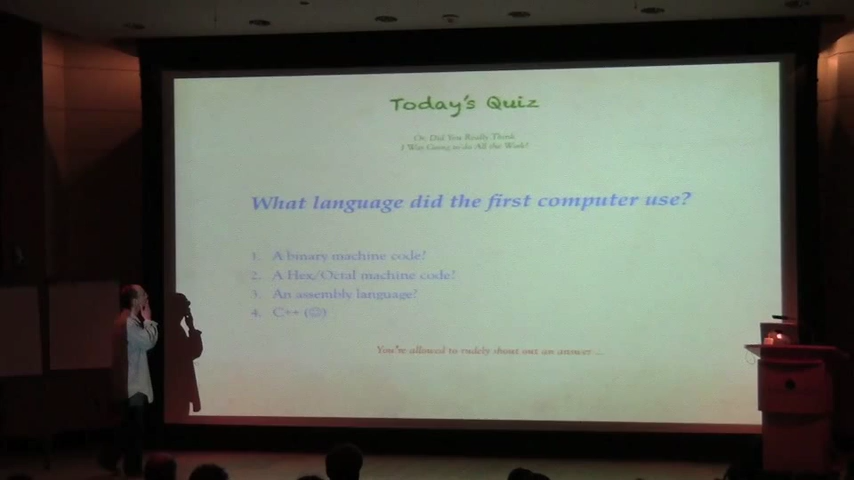 Today's Quiz
Or, Did You Really Think
I Was Going to do All the Work?
What language did the first computer use?
1. A binary machine code?
2. A Hex/Octal machine code?
3. An assembly language?
4. C++ (☺)
You're allowed to rudely shout out an answer ...